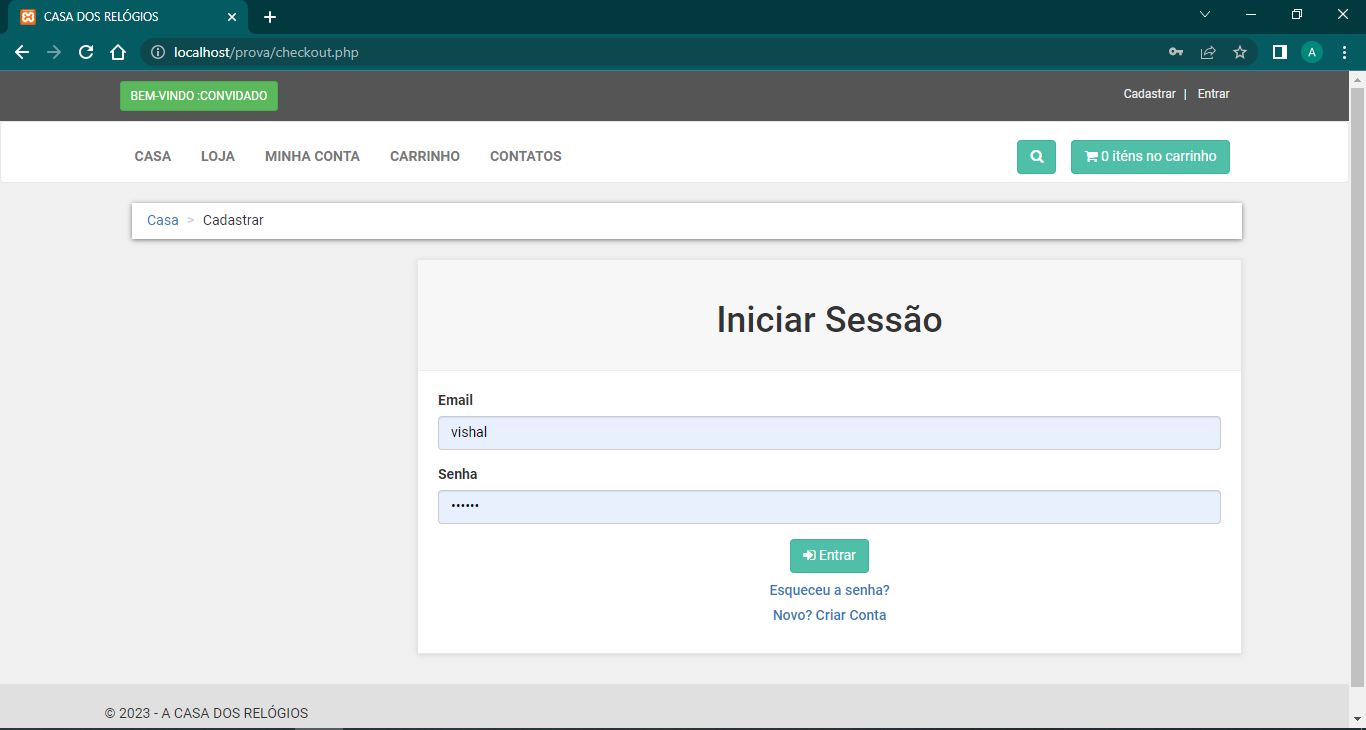 CASA DOS RELÓGIOS
localhost/prova/checkout.php
A
BEM-VINDO :CONVIDADO
Cadastrar | Entrar
CASA LOJA MINHA CONTA CARRINHO CONTATOS
0 iténs no carrinho
Casa > Cadastrar
Iniciar Sessão
Email
vishal
Senha
••••••
Entrar
Esqueceu a senha?
Novo? Criar Conta
© 2023 - A CASA DOS RELÓGIOS